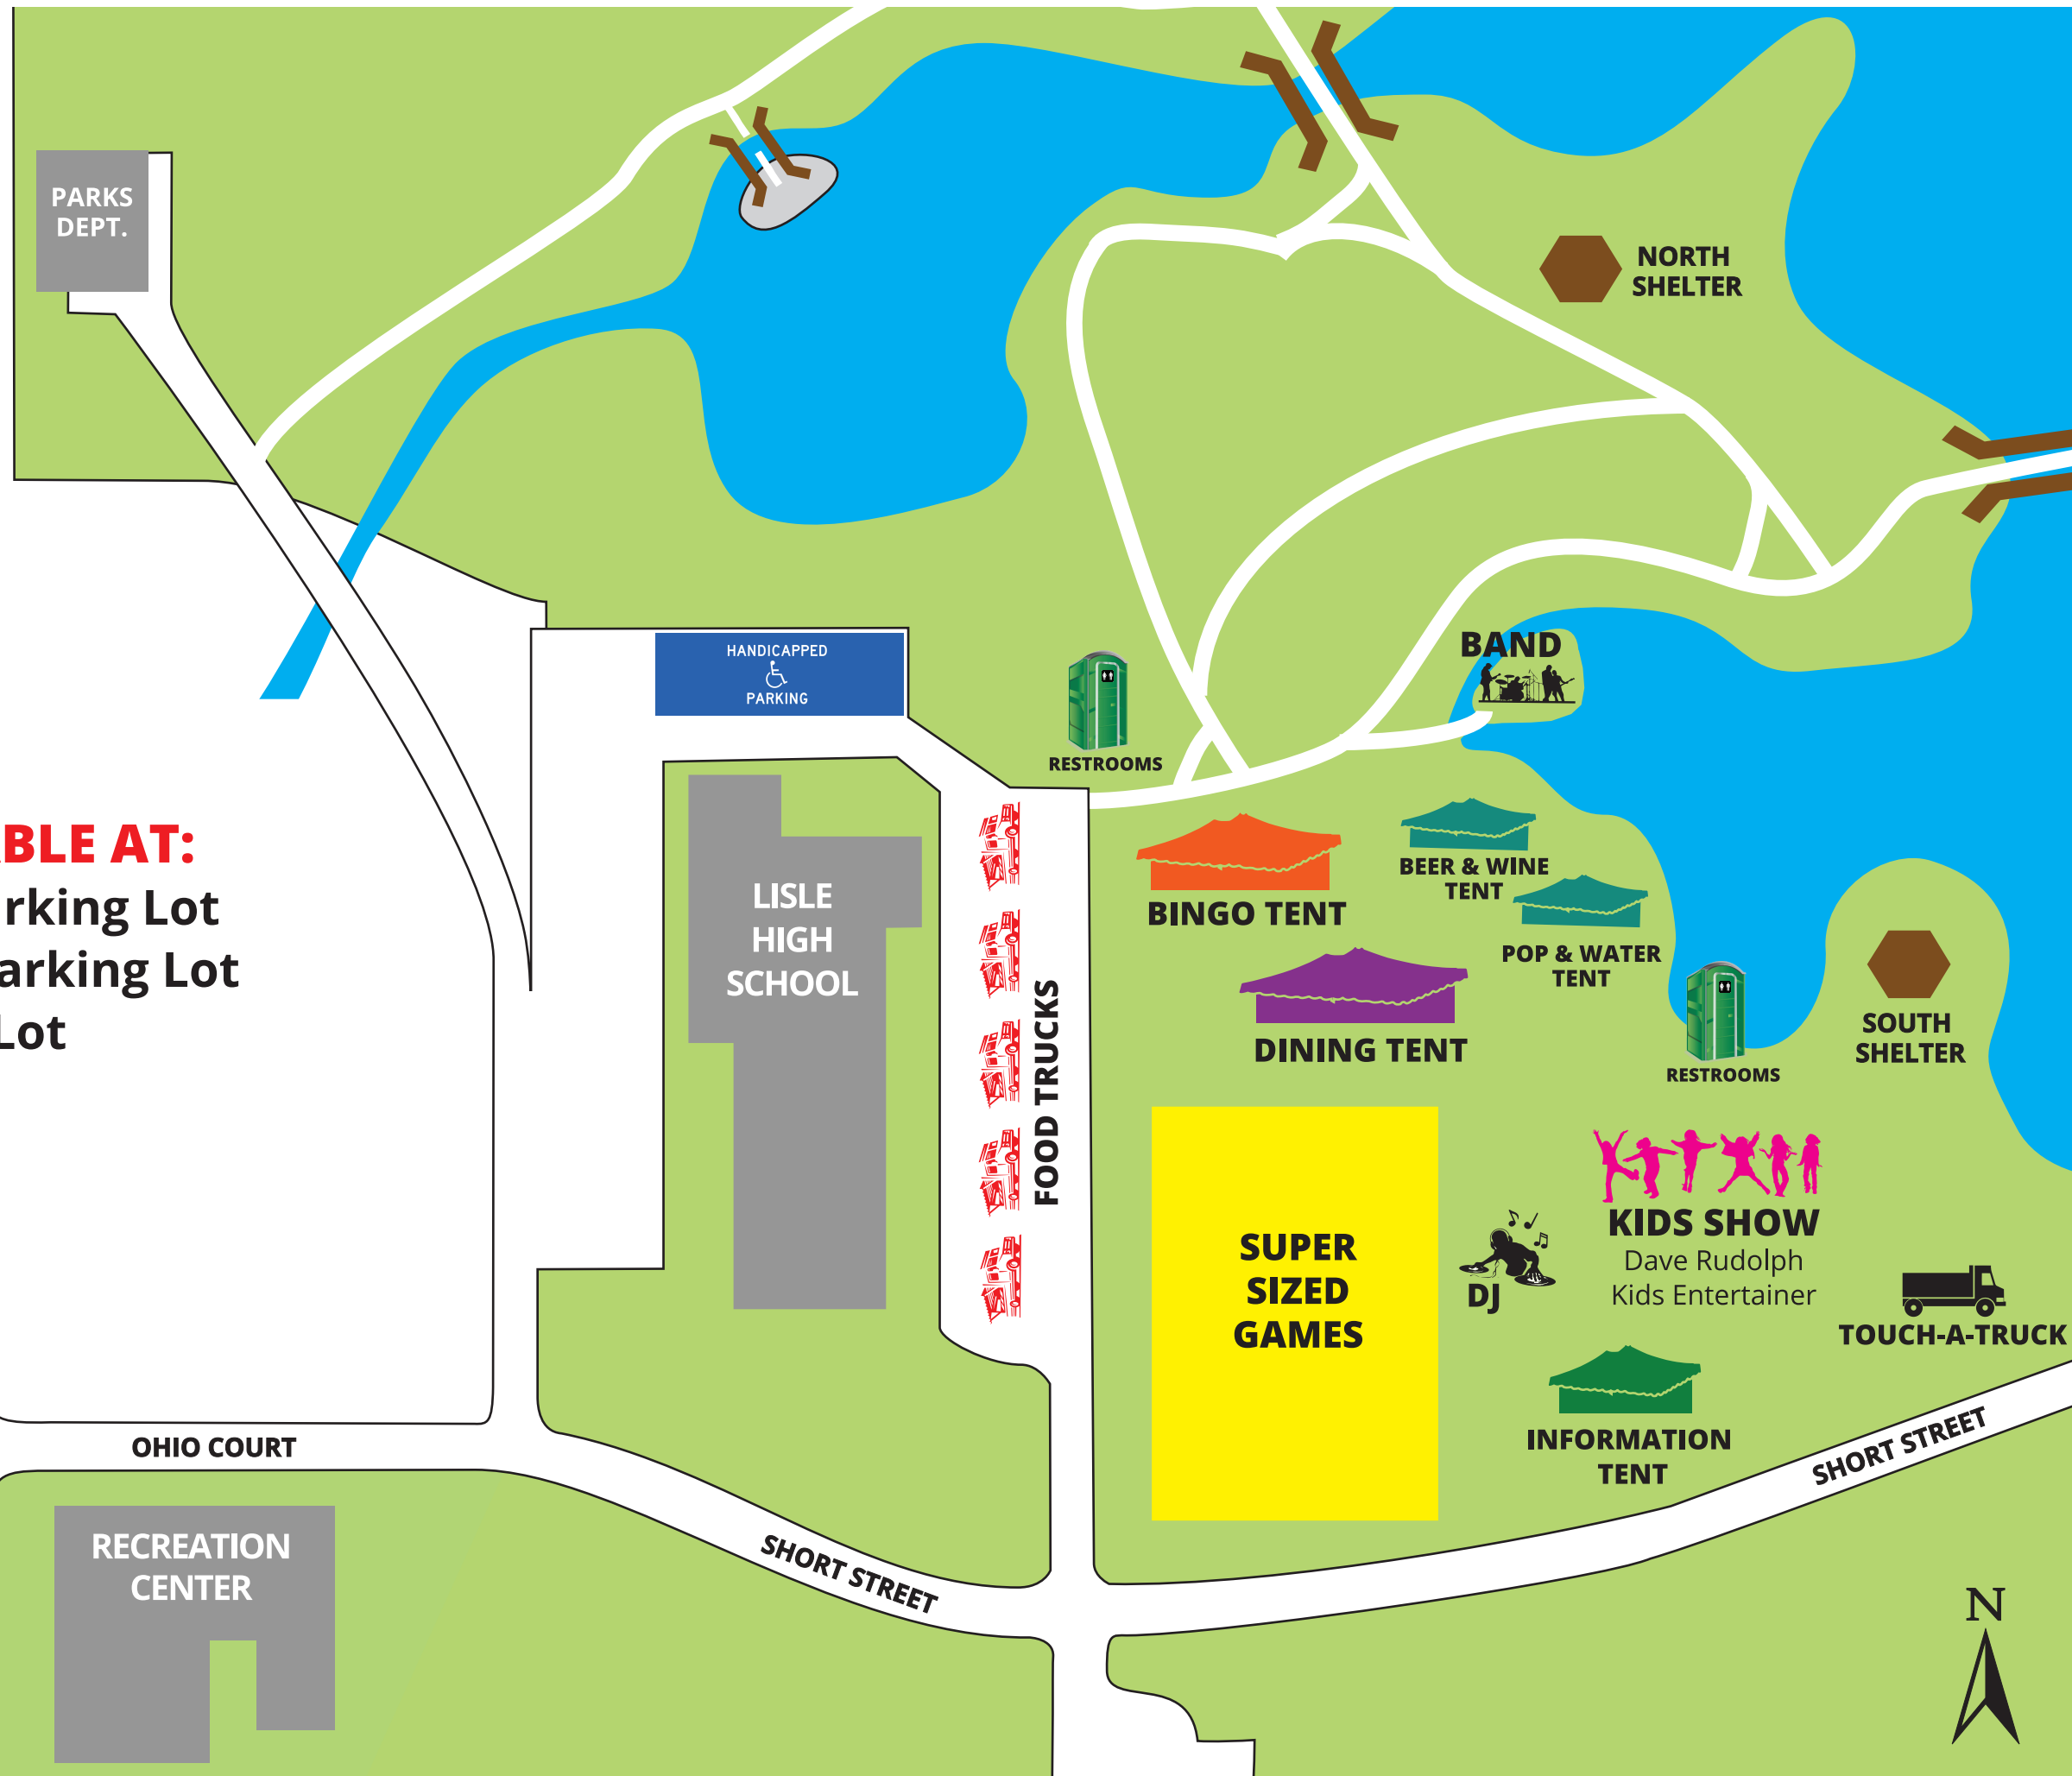 PARKS
DEPT.
NORTH
SHELTER
HANDICAPPED
PARKING
BAND
RESTROOMS
ABLE AT:
rking Lot
arking Lot
Lot
LISLE
HIGH
SCHOOL
FOOD TRUCKS
BINGO TENT
BEER & WINE
TENT
POP & WATER
TENT
DINING TENT
RESTROOMS
SOUTH
SHELTER
SUPER
SIZED
GAMES
DJ
KIDS SHOW
Dave Rudolph
Kids Entertainer
TOUCH-A-TRUCK
INFORMATION
TENT
OHIO COURT
SHORT STREET
SHORT STREET
RECREATION
CENTER
N